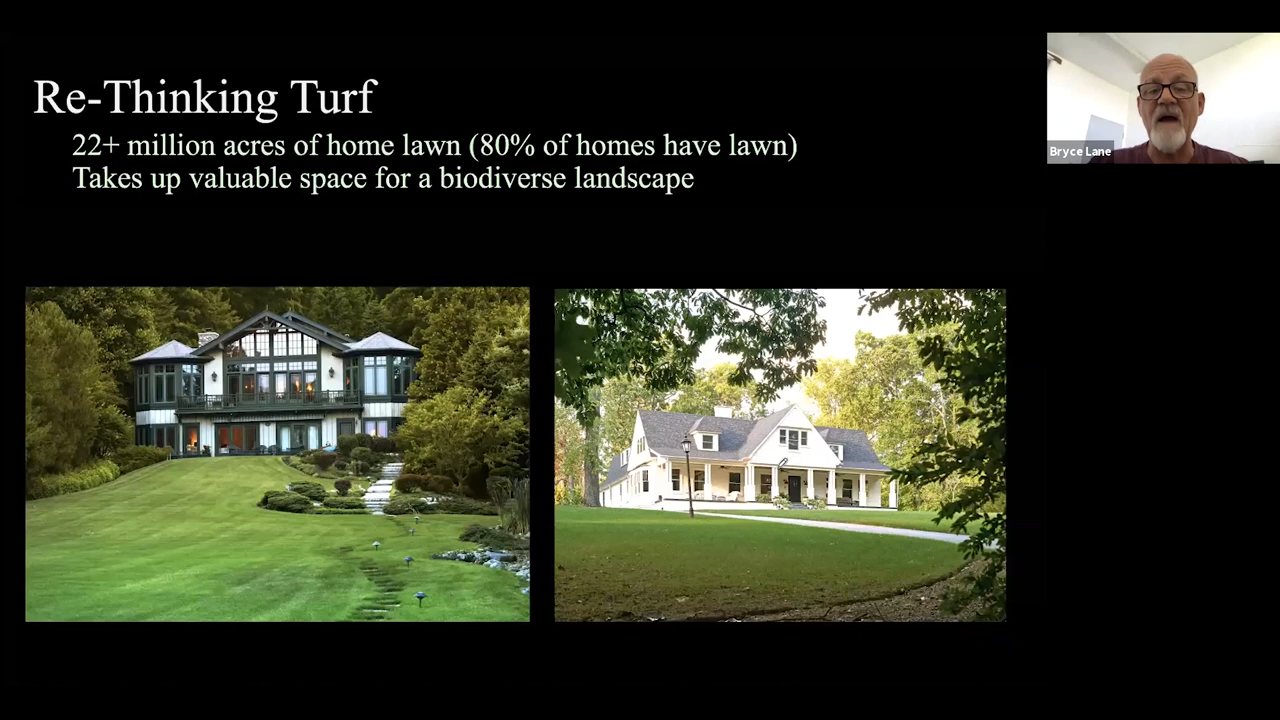 Re-Thinking Turf
22+ million acres of home lawn (80% of homes have lawn)
Takes up valuable space for a biodiverse landscape
Bryce Lane